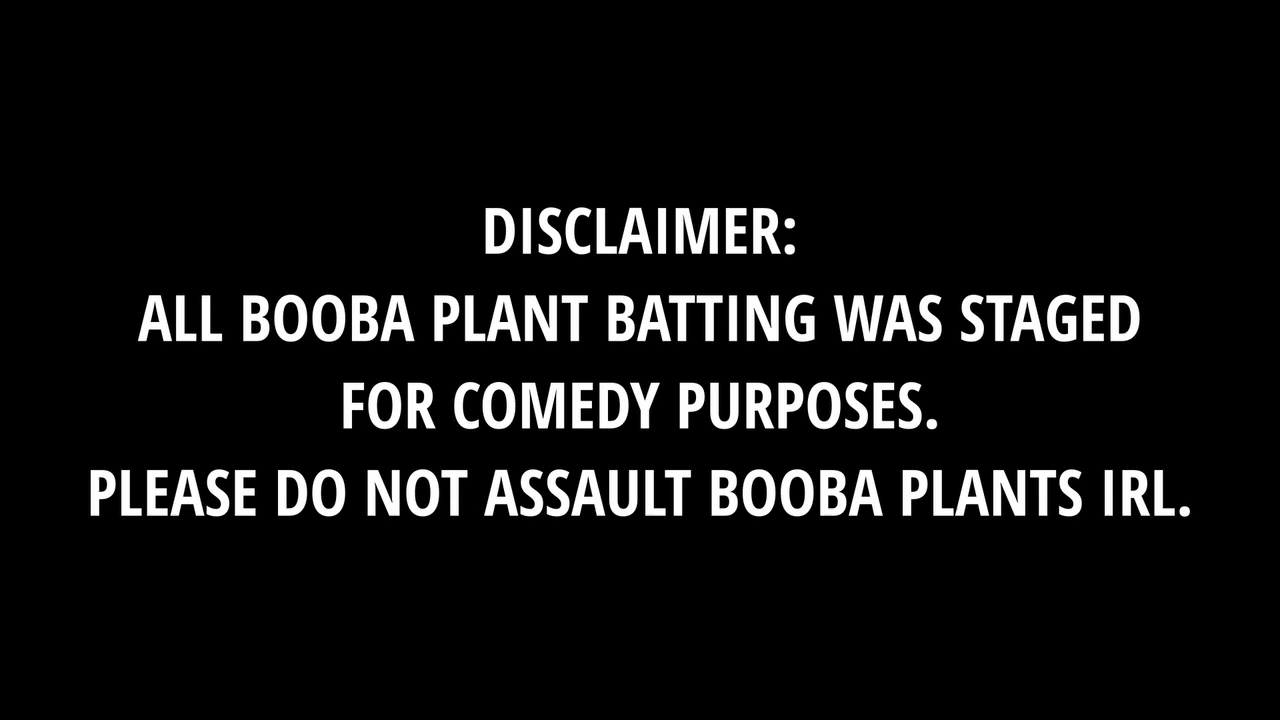 DISCLAIMER:
ALL BOOBA PLANT BATTING WAS STAGED
FOR COMEDY PURPOSES.
PLEASE DO NOT ASSAULT BOOBA PLANTS IRL.